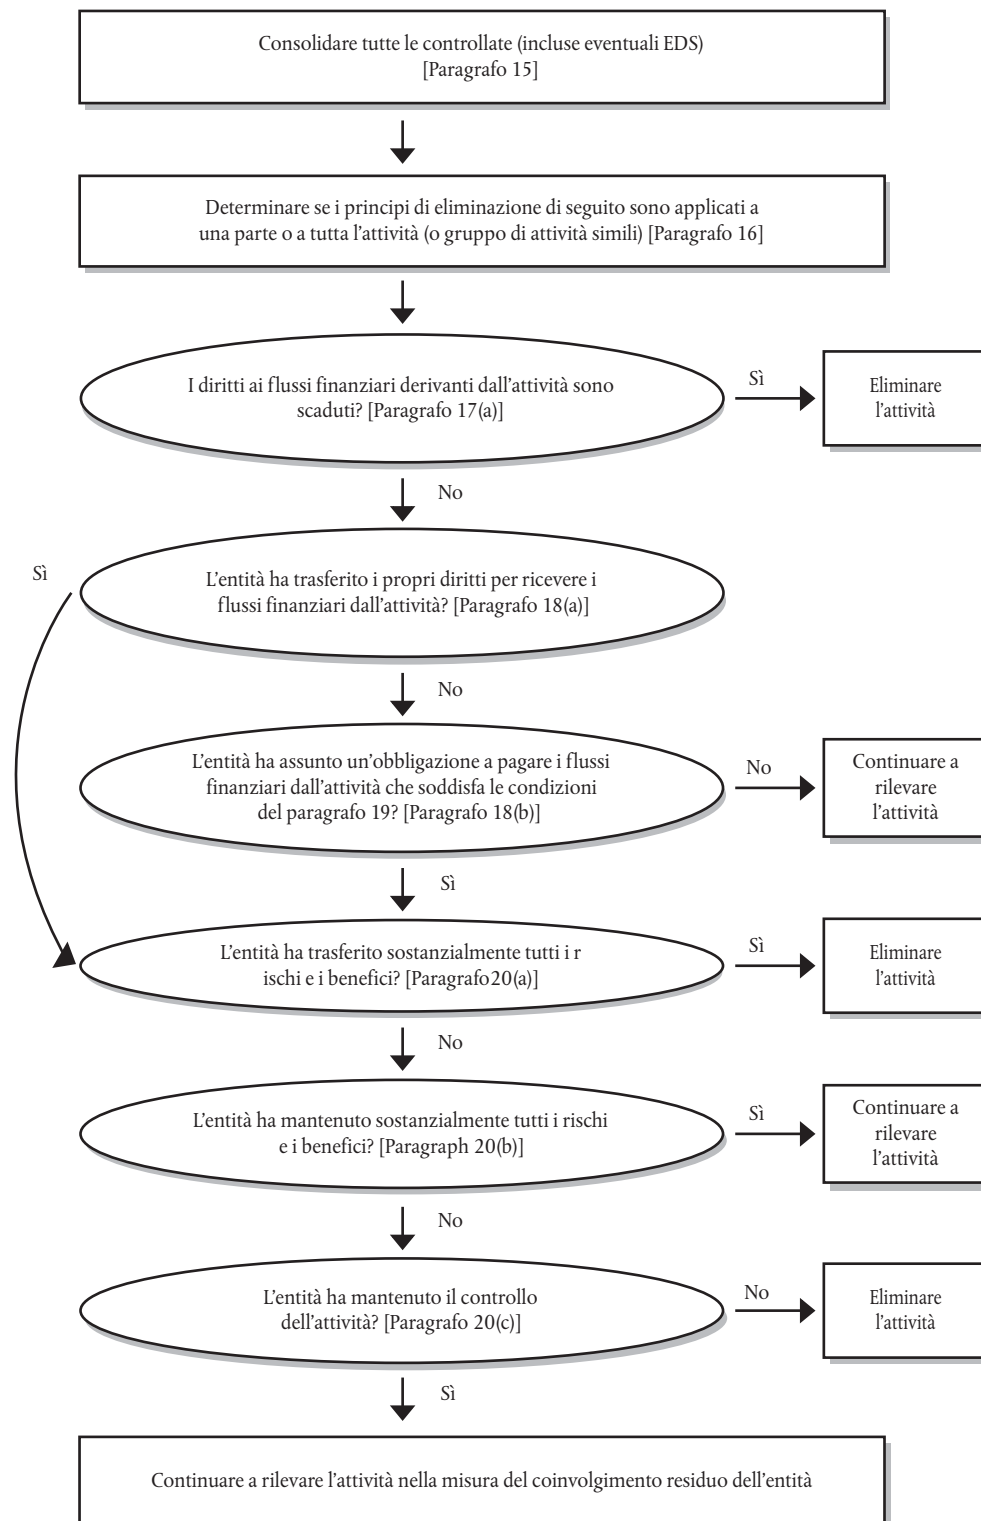 Consolidare tutte le controllate (incluse eventuali EDS)
[Paragrafo 15]
Determinare se i principi di eliminazione di seguito sono applicati a
una parte o a tutta l'attività (o gruppo di attività simili) [Paragrafo 16]
I diritti ai flussi finanziari derivanti dall'attività sono
scaduti? [Paragrafo 17(a)]
Sì
Eliminare
l'attività
No
Sì
L'entità ha trasferito i propri diritti per ricevere i
flussi finanziari dall'attività? [Paragrafo 18(a)]
No
L'entità ha assunto un'obbligazione a pagare i flussi
finanziari dall'attività che soddisfa le condizioni
del paragrafo 19? [Paragrafo 18(b)]
No
Continuare a
rilevare
l'attività
Sì
L'entità ha trasferito sostanzialmente tutti i r
ischi e i benefici? [Paragrafo20(a)]
Sì
Eliminare
l'attività
No
L'entità ha mantenuto sostanzialmente tutti i rischi
e i benefici? [Paragraph 20(b)]
Sì
Continuare a
rilevare
l'attività
No
L'entità ha mantenuto il controllo
dell'attività? [Paragrafo 20(c)]
No
Eliminare
l'attività
Sì
Continuare a rilevare l'attività nella misura del coinvolgimento residuo dell'entità